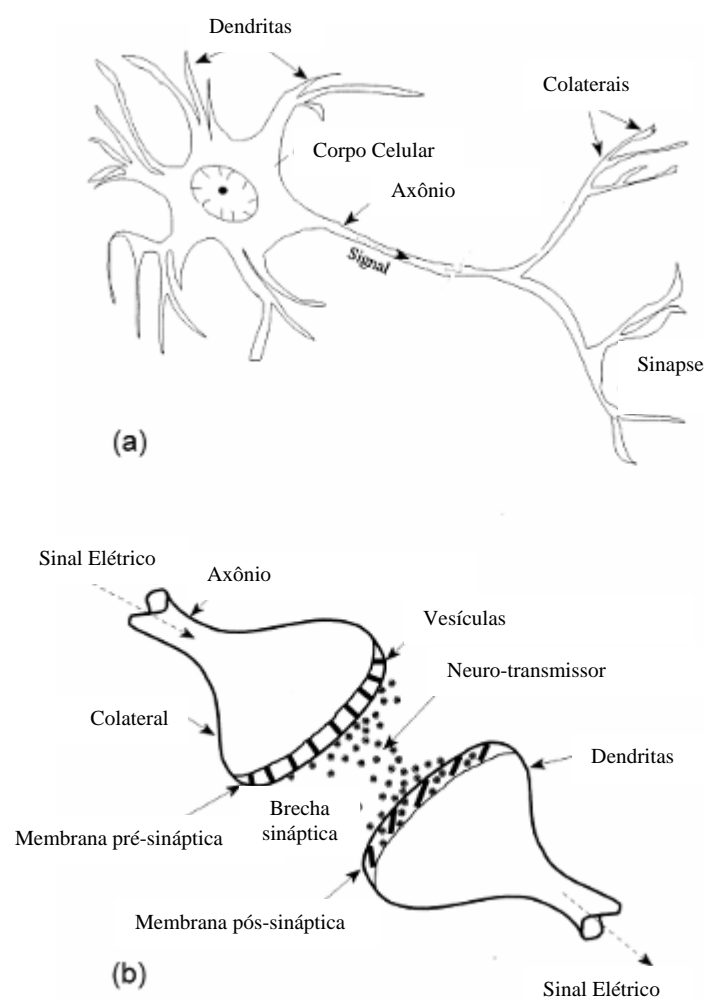 Dendritas
Colaterais
Corpo Celular
Axônio
Signal
Sinapse
(a)
Sinal Elétrico
Axônio
Vesículas
Neuro-transmissor
Colateral
Dendritas
Brecha
sináptica
Membrana pré-sináptica
Membrana pós-sináptica
(b)
Sinal Elétrico